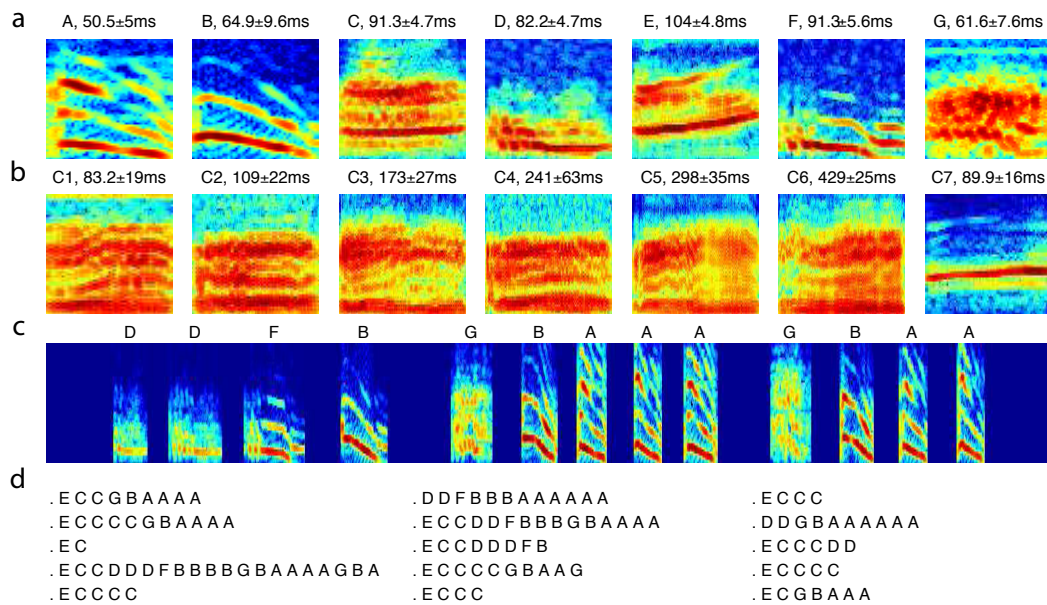 a
A, 50.5±5ms B, 64.9±9.6ms C, 91.3±4.7ms D, 82.2±4.7ms E, 104±4.8ms F, 91.3±5.6ms G, 61.6±7.6ms
b
C1, 83.2±19ms C2, 109±22ms C3, 173±27ms C4, 241±63ms C5, 298±35ms C6, 429±25ms C7, 89.9±16ms
c
D D F B G B A A A G B A A
d
. E C C G B A A A A
. E C C C C G B A A A A
. E C
. E C C D D D F B B B B G B A A A A G B A
. E C C C C
. D D F B B B A A A A A A
. E C C D D F B B B G B A A A A
. E C C D D D F B
. E C C C C G B A A G
. E C C C
. E C C C
. D D G B A A A A A A
. E C C C D D
. E C C C C
. E C G B A A A